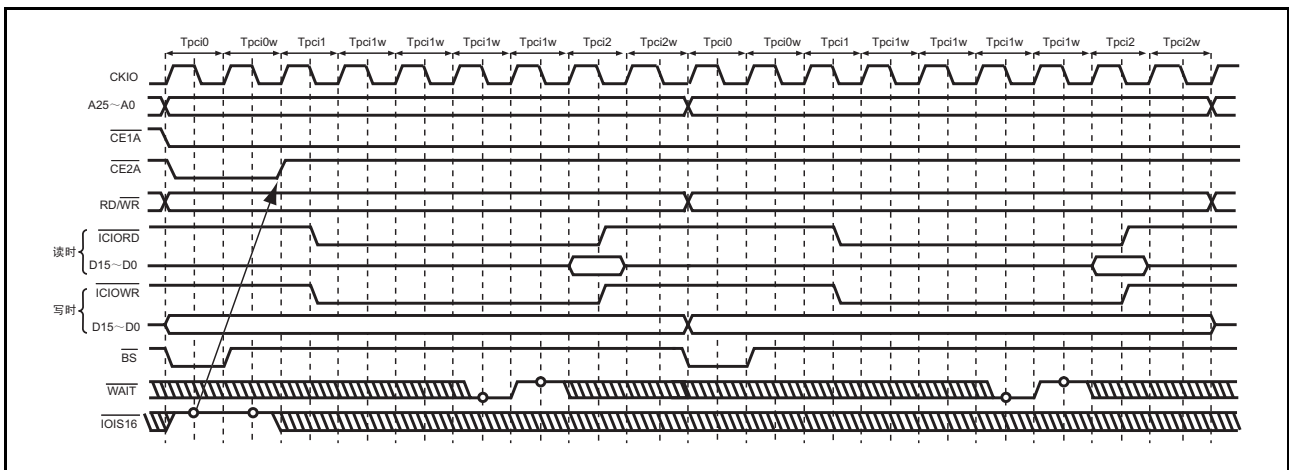 Tpci0 Tpci0w Tpci1 Tpci1w Tpci1w Tpci1w Tpci1w Tpci2 Tpci2w Tpci0 Tpci0w Tpci1 Tpci1w Tpci1w Tpci1w Tpci1w Tpci2 Tpci2w
CKIO
A25～A0
CE1A
CE2A
RD/WR
读时
ICIORD
D15～D0
写时
ICIOWR
D15～D0
BS
WAIT
IOIS16